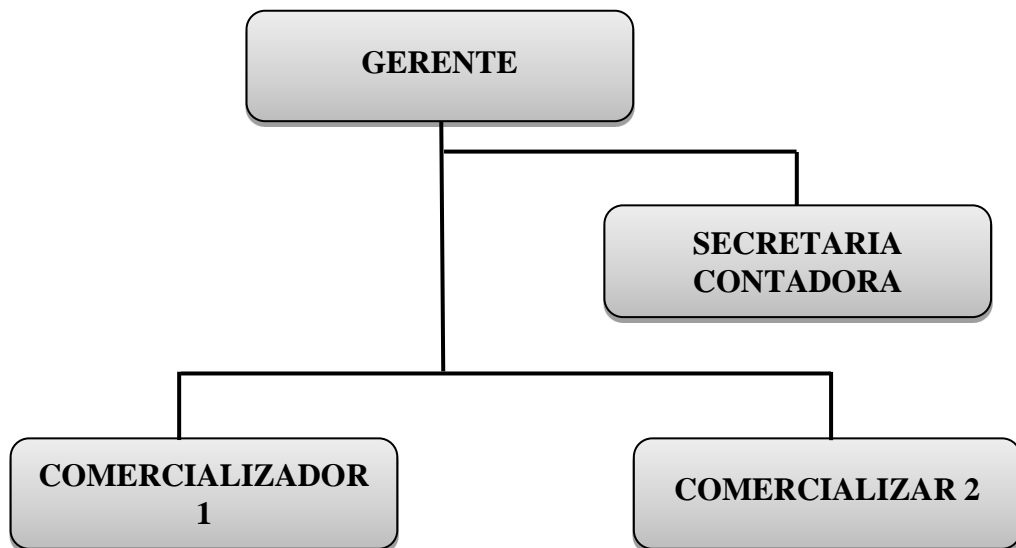 GERENTE
SECRETARIA
CONTADORA
COMERCIALIZADOR
1
COMERCIALIZAR 2